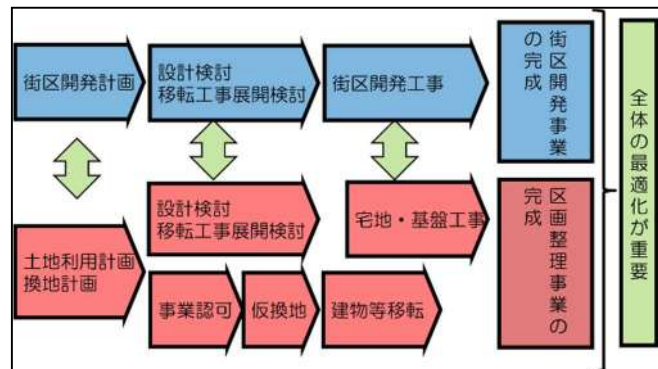 街区開発計画
設計検討
移転工事展開検討
街区開発工事
街区開発事業
の完成
設計検討
移転工事展開検討
宅地・基盤工事
土地利用計画
換地計画
事業認可
仮換地
建物等移転
区画整理事業の
完成
全体の最適化が重要